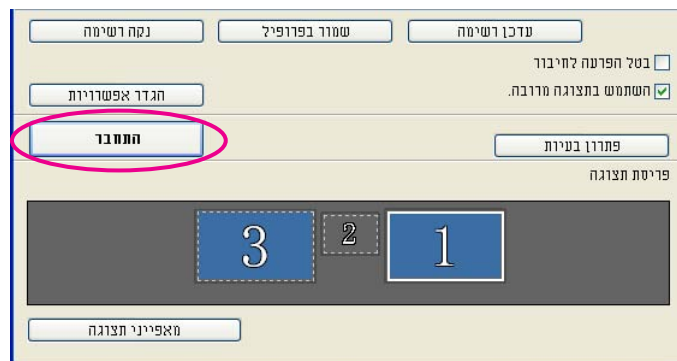 עדכן רשימה שמור בפרופיל נקה רשימה
בטל הפרעה לחיבור
השתמש בתצוגה מרובה.
הגדר אפשרויות
התחבר
פתרון בעיות
פריסת תצוגה
1 2 3
מאפייני תצוגה